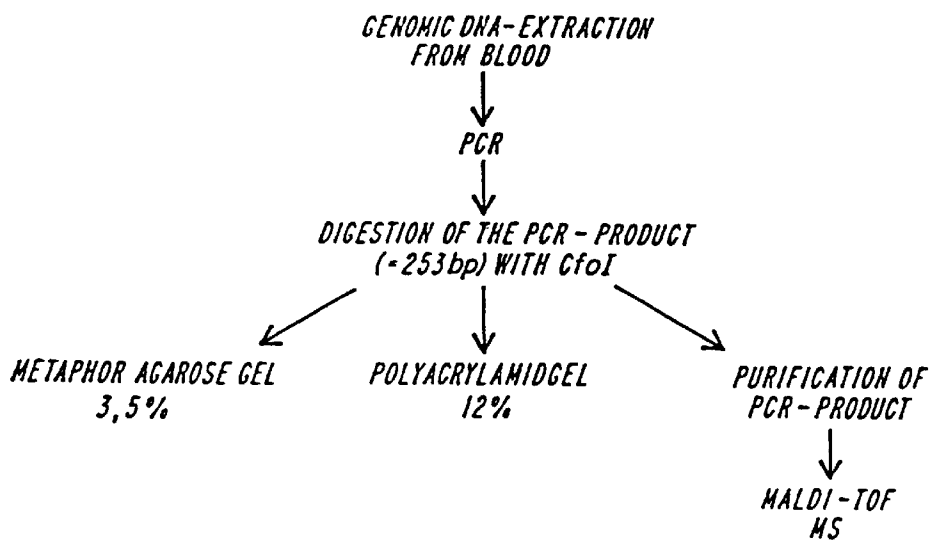 GENOMIC DNA-EXTRACTION
FROM BLOOD
PCR
DIGESTION OF THE PCR-PRODUCT
(=253bp) WITH CfoI
METAPHOR AGAROSE GEL
3,5%
POLYACRYLAMIDGEL
12%
PURIFICATION OF
PCR-PRODUCT
MALDI-TOF
MS